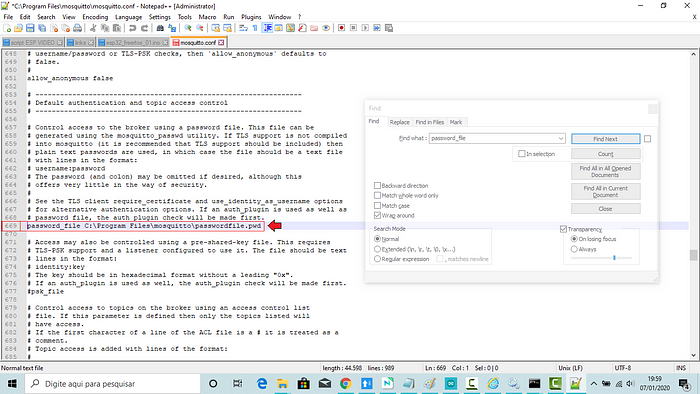 *C:\Program Files\mosquitto\mosquitto.conf - Notepad++ [Administrator]
File Edit Search View Encoding Language Settings Tools Macro Run Plugins Window ?
X
script ESP VIDEO links esp32_freertos_01.ino mosquitto.conf
648 # username/password or TLS-PSK checks, then 'allow_anonymous' defaults to
649 # false.
650 #
651 allow_anonymous false
652
653 # -----------------------------------------------------------------
654 # Default authentication and topic access control
655 # -----------------------------------------------------------------
656
657 # Control access to the broker using a password file. This file can be
658 # generated using the mosquitto_passwd utility. If TLS support is not compiled
659 # into mosquitto (it is recommended that TLS support should be included) then
660 # plain text passwords are used, in which case the file should be a text file
661 # with lines in the format:
662 # username:password
663 # The password (and colon) may be omitted if desired, although this
664 # offers very little in the way of security.
665 #
666 # See the TLS client require_certificate and use_identity_as_username options
667 # for alternative authentication options. If an auth_plugin is used as well as
668 # password_file, the auth_plugin check will be made first.
669 password_file C:\Program Files\mosquitto\passwordfile.pwd
670
671 # Access may also be controlled using a pre-shared-key file. This requires
672 # TLS-PSK support and a listener configured to use it. The file should be text
673 # lines in the format:
674 # identity:key
675 # The key should be in hexadecimal format without a leading "0x".
676 # If an auth_plugin is used as well, the auth_plugin check will be made first.
677 #psk_file
678
679 # Control access to topics on the broker using an access control list
680 # file. If this parameter is defined then only the topics listed will
681 # have access.
682 # If the first character of a line of the ACL file is a # it is treated as a
683 # comment.
684 # Topic access is added with lines of the format:
685 #
Find
Find Replace Find in Files Mark
Find what: password_file
Find Next
In selection
Count
Find All in All Opened Documents
Find All in Current Document
Close
Backward direction
Match whole word only
Match case
Wrap around
Search Mode
Normal
Extended (\n, \r, \t, \0, \x...)
Regular expression . matches newline
Transparency
On losing focus
Always
Normal text file length : 44.598 lines : 989 Ln : 669 Col : 1 Sel : 0 | 0 Unix (LF) UTF-8 INS
Digite aqui para pesquisar
19:59
07/01/2020